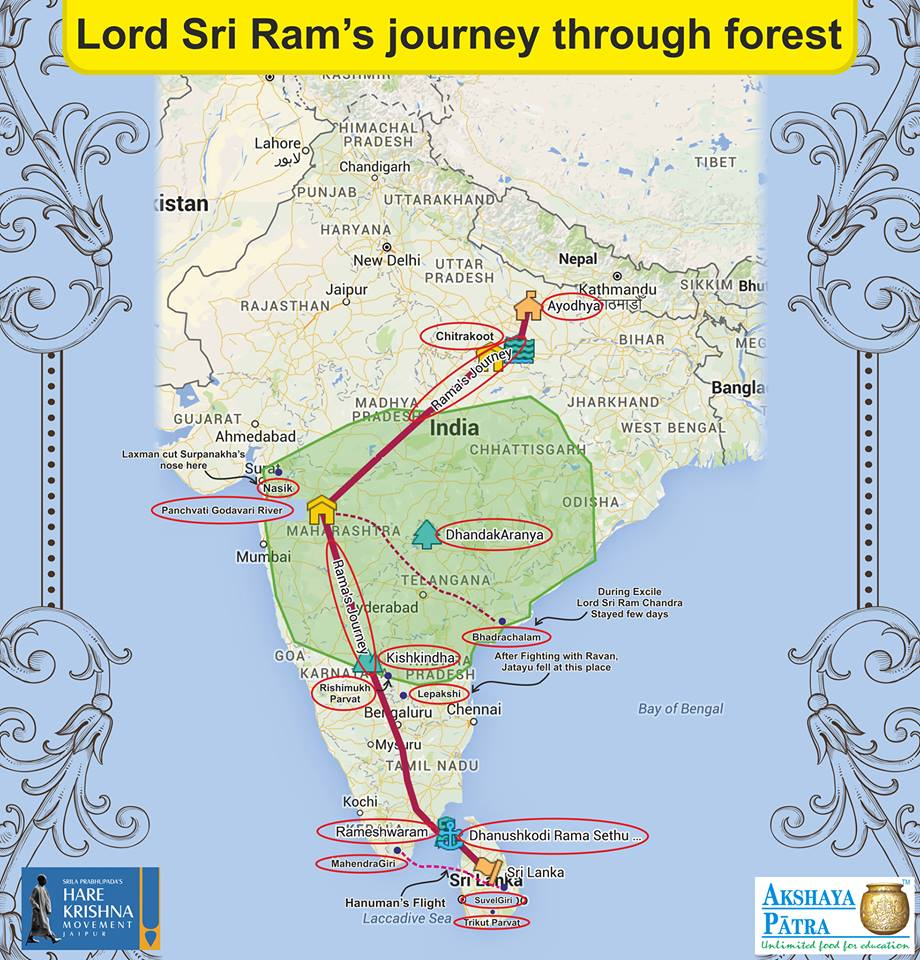 Lord Sri Ram's journey through forest
KASHMIR
HIMACHAL
PRADESH
Lahore
لاہور
Chandigarh
TIBET
PUNJAB
UTTARAKHAND
kistan
HARYANA
New Delhi
UTTAR
PRADESH
Nepal
Kathmandu
SIKKIM
Bhu
Jaipur
RAJASTHAN
Ayodhya
Chitrakoot
BIHAR
MEG
Rama's Journey
Bangla
JHARKHAND
MADHYA
PRADESH
GUJARAT
India
WEST BENGAL
Ahmedabad
CHHATTISGARH
Laxman cut Surpanakha's
nose here
Surat
Nasik
Panchvati Godavari River
ODISHA
MAHARASHTRA
DhandakAranya
Mumbai
Rama's Journey
TELANGANA
Hyderabad
During Excile
Lord Sri Ram Chandra
Stayed few days
Bhadrachalam
GOA
Kishkindha
After Fighting with Ravan,
Jatayu fell at this place
KARNATA
PRADESH
Rishimukh
Parvat
Lepakshi
Bengaluru
Chennai
Bay of Bengal
Mysuru
TAMIL NADU
Kochi
Rameshwaram
Dhanushkodi Rama Sethu ...
MahendraGiri
Sri Lanka
Sri Lanka
Hanuman's Flight
SuvelGiri
Laccadive Sea
Trikut Parvat
SRILA PRABHUPADA'S
HARE
KRISHNA
MOVEMENT
JAIPUR
AKSHAYA
PĀTRA
TM
Unlimited food for education